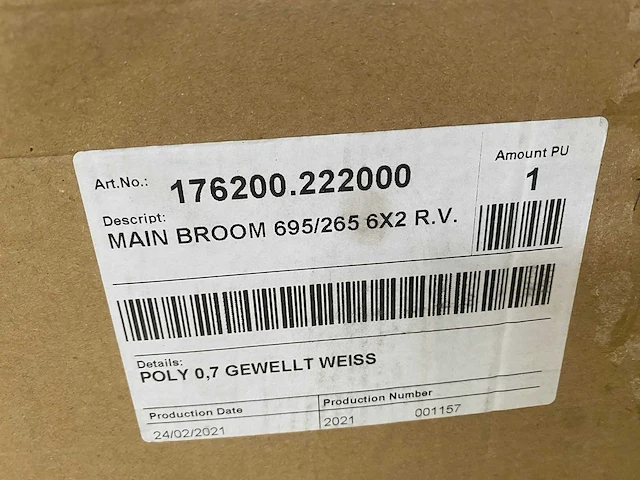 Art.No.: 176200.222000
Amount PU
1
Descript:
MAIN BROOM 695/265 6X2 R.V.
Details:
POLY 0,7 GEWELLT WEISS
Production Date
Production Number
24/02/2021
2021 001157